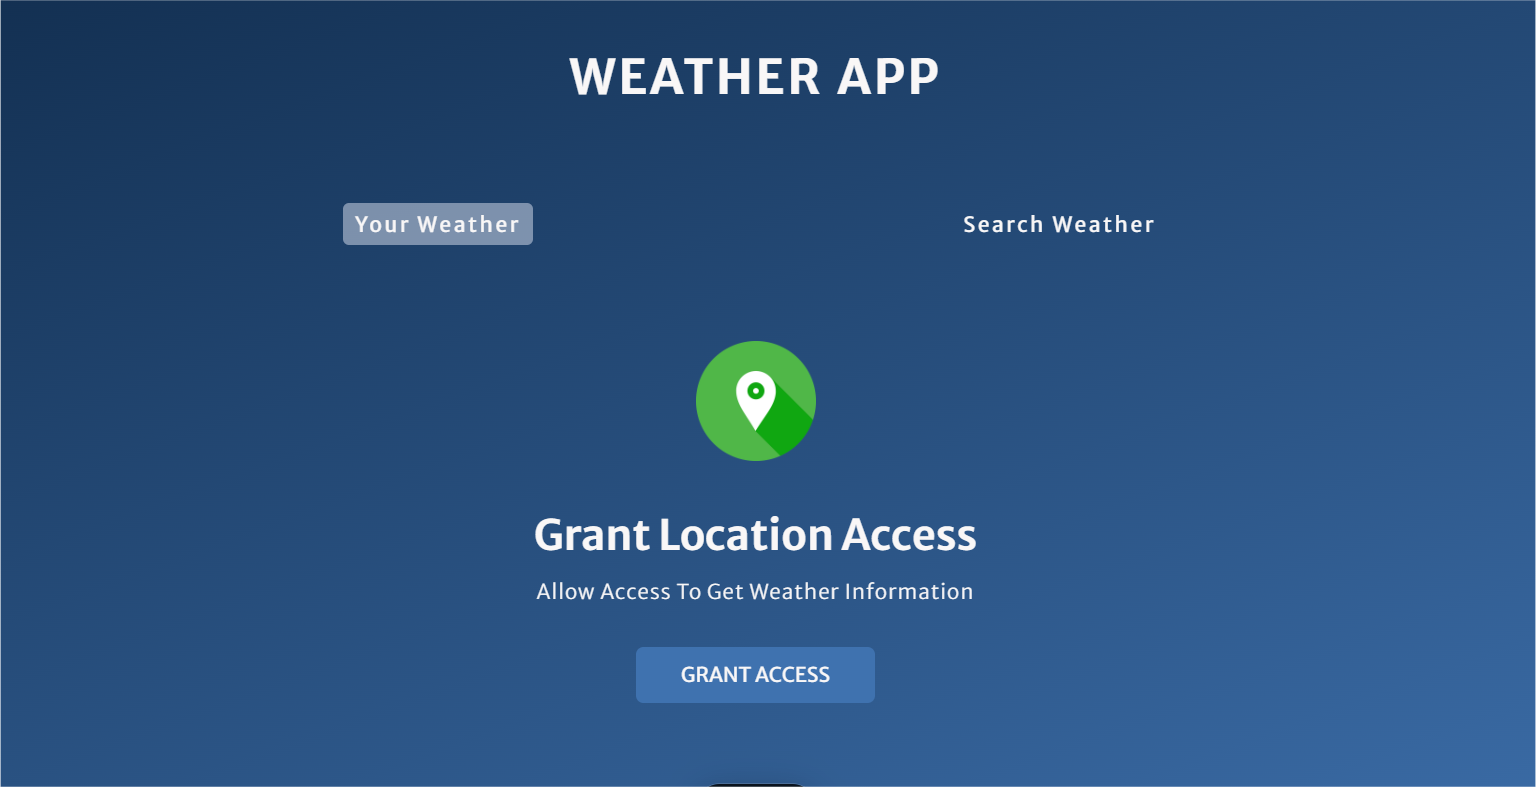 WEATHER APP
Your Weather
Search Weather
Grant Location Access
Allow Access To Get Weather Information
GRANT ACCESS